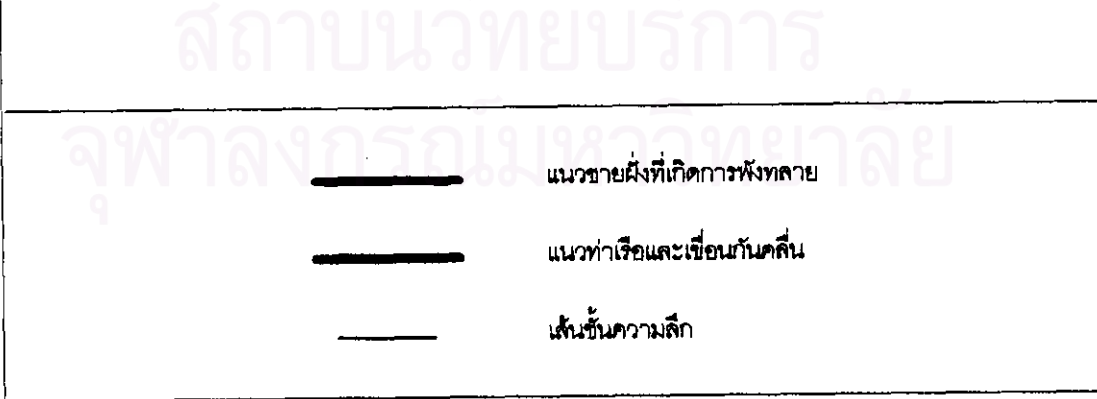 สถาบันวิทยบริการ
จุฬาลงกรณ์มหาวิทยาลัย
แนวชายฝั่งที่เกิดการพังทลาย
แนวท่าเรือและเขื่อนกันคลื่น
เส้นชั้นความลึก